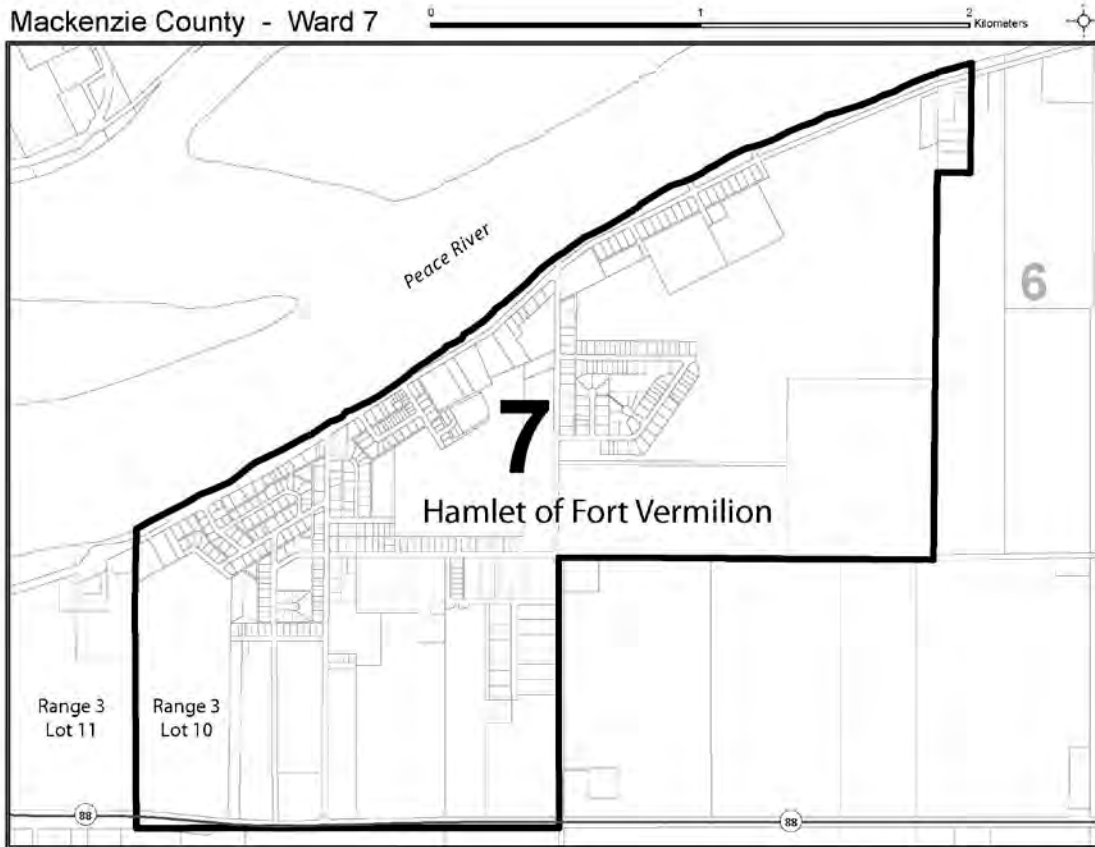 Mackenzie County - Ward 7
0 1 2 Kilometers
Peace River
6
7
Hamlet of Fort Vermilion
Range 3
Lot 11
Range 3
Lot 10
88
88